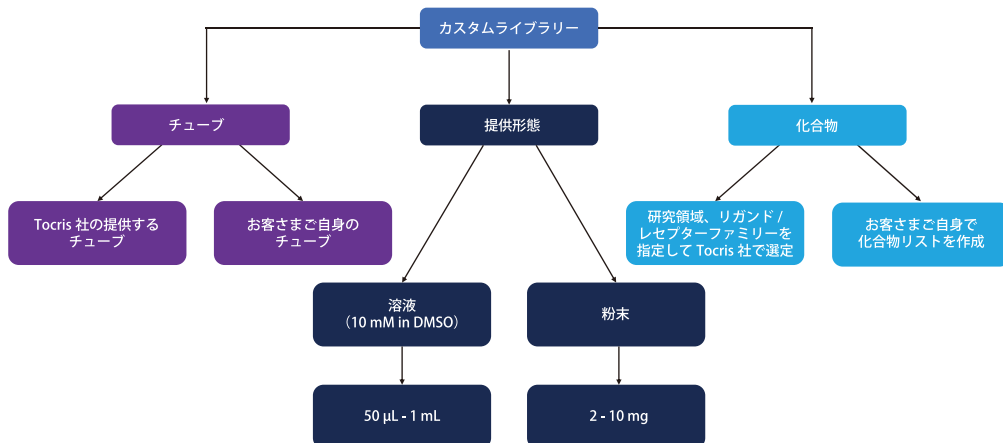 カスタムライブラリー
チューブ
提供形態
化合物
Tocris 社の提供する
チューブ
お客さまご自身の
チューブ
研究領域、リガンド /
レセプターファミリーを
指定して Tocris 社で選定
お客さまご自身で
化合物リストを作成
溶液
（10 mM in DMSO）
粉末
50 µL - 1 mL
2 - 10 mg